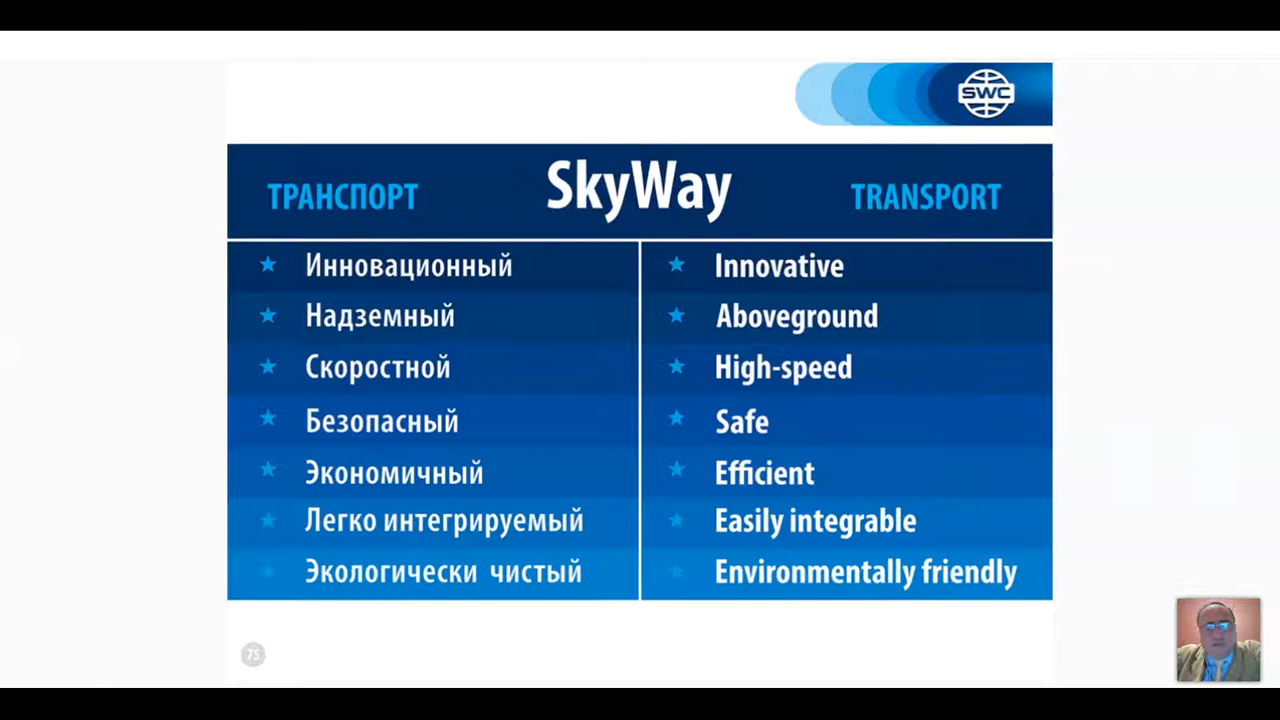 SWC
ТРАНСПОРТ SkyWay TRANSPORT
Инновационный Innovative
Надземный Aboveground
Скоростной High-speed
Безопасный Safe
Экономичный Efficient
Легко интегрируемый Easily integrable
Экологически чистый Environmentally friendly
75